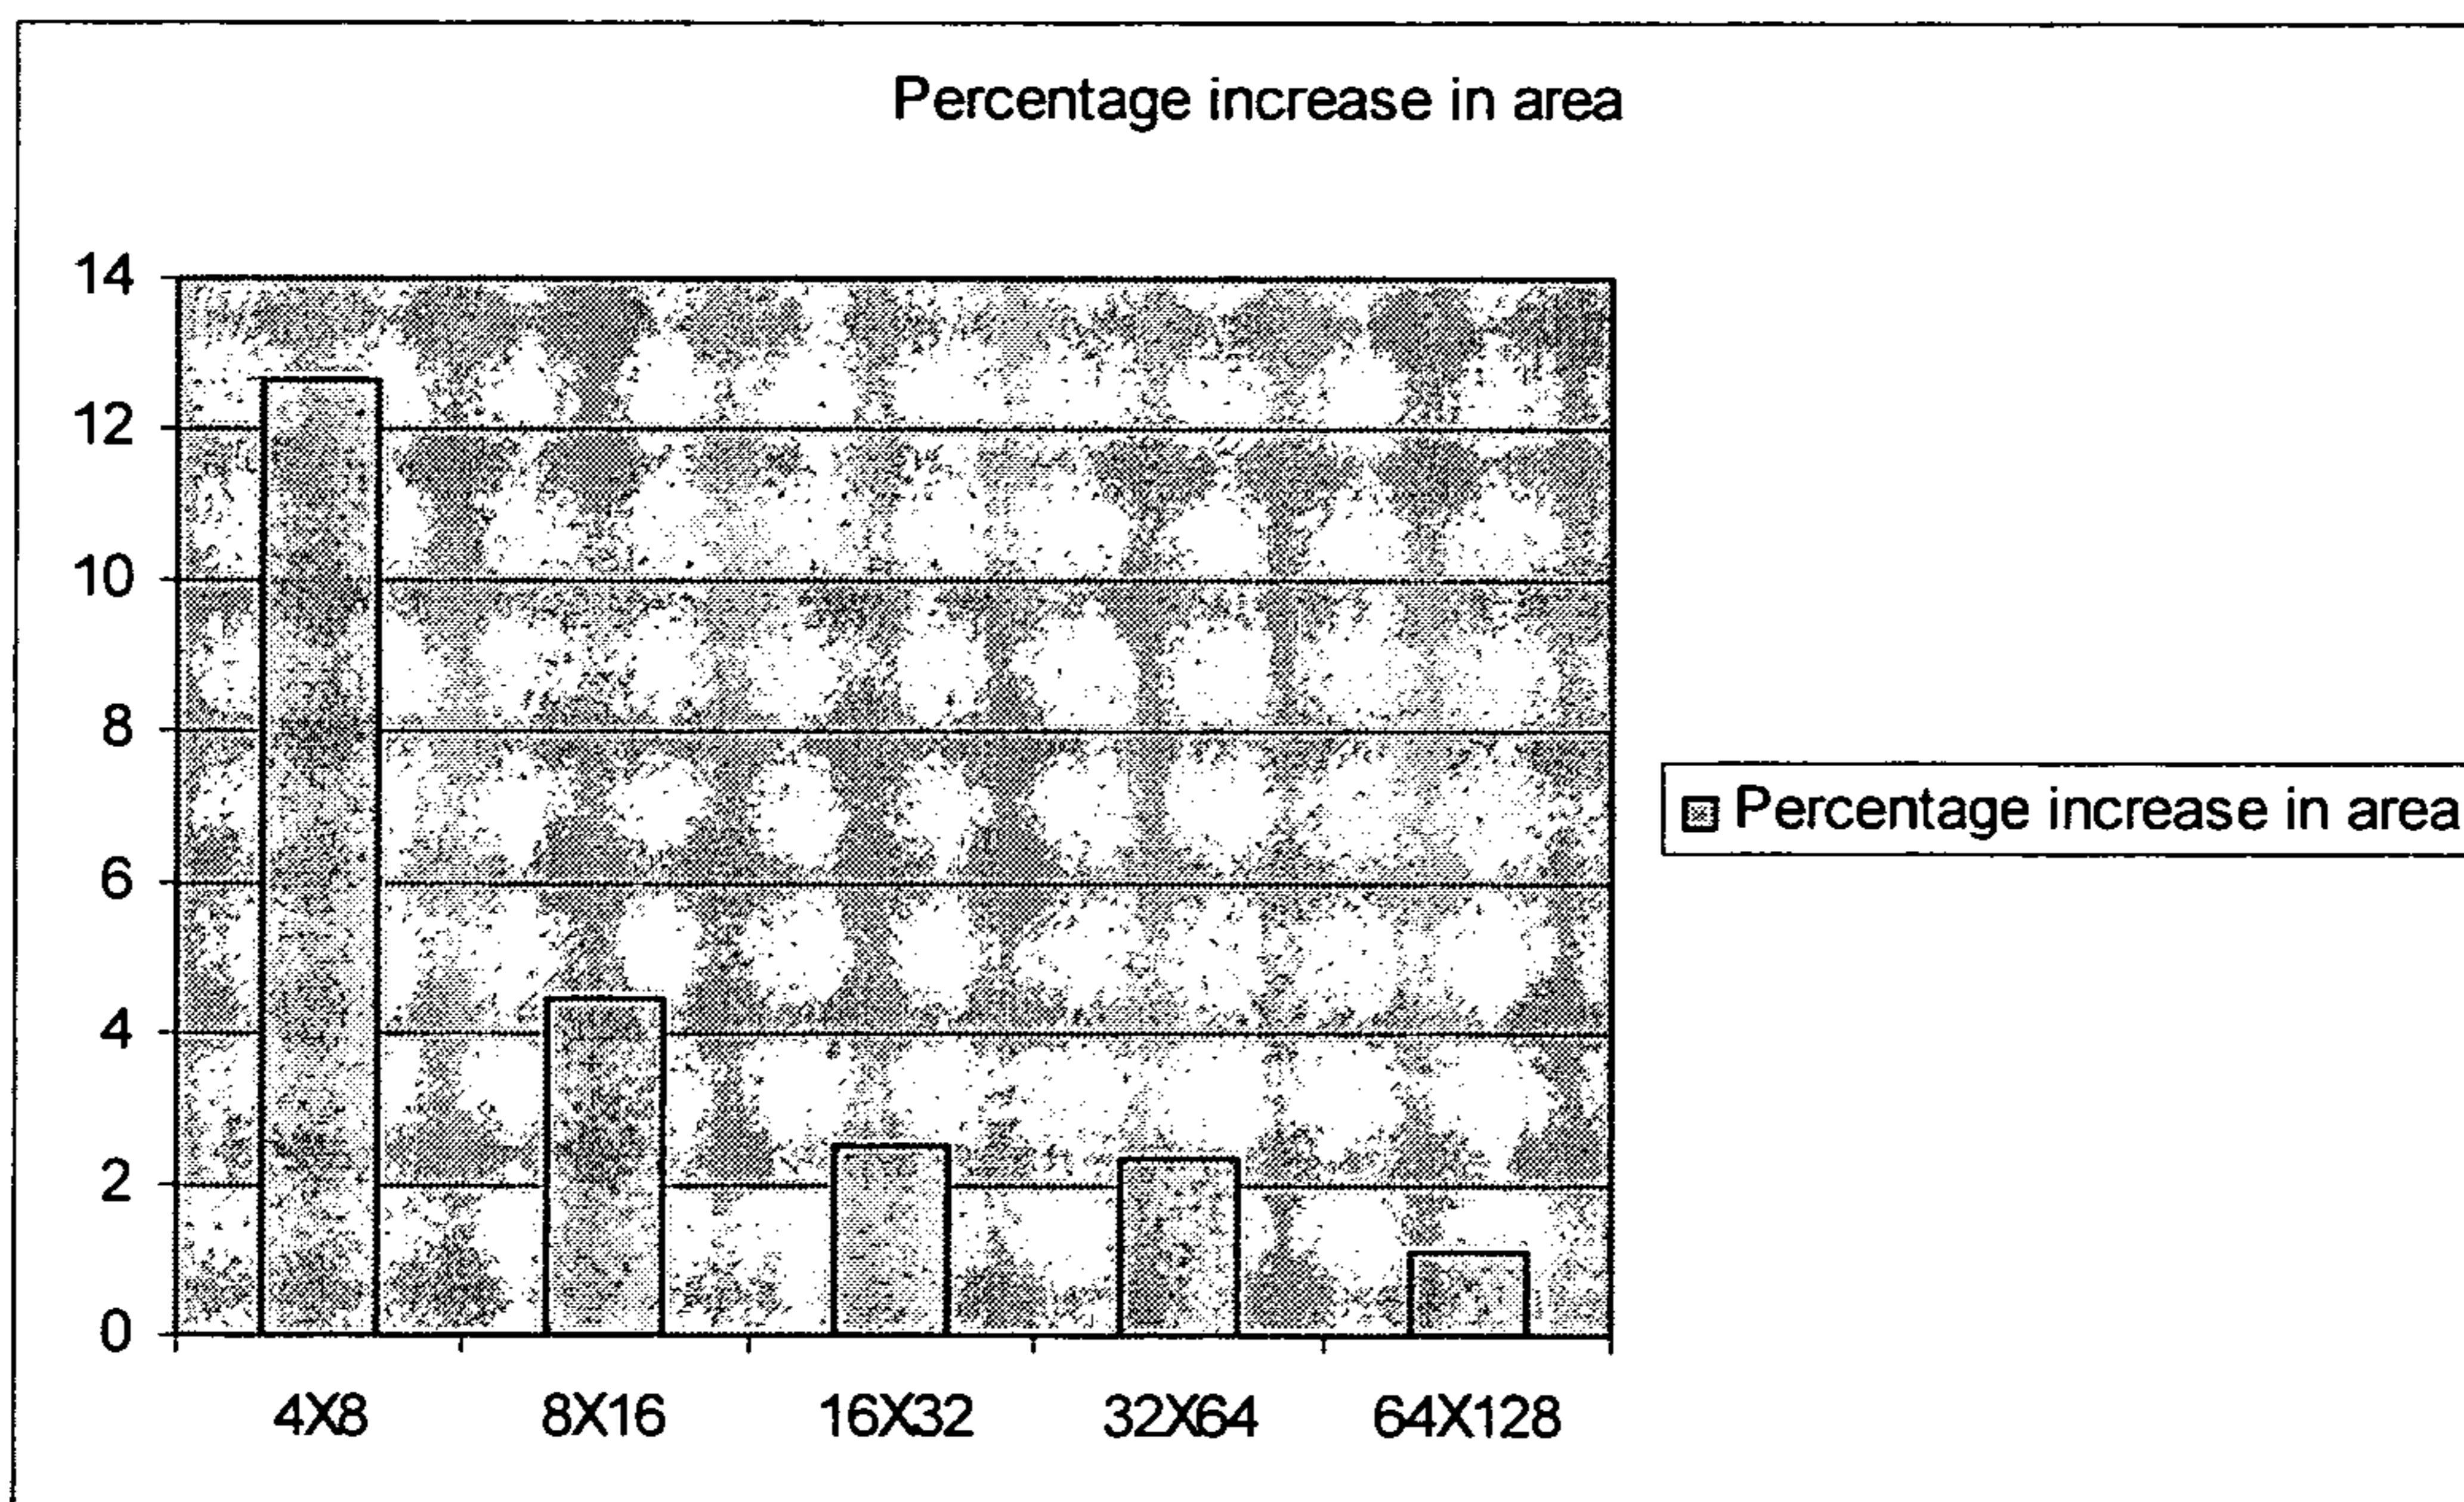 Percentage increase in area
14
12
10
8
6
4
2
0
4X8 8X16 16X32 32X64 64X128
Percentage increase in area